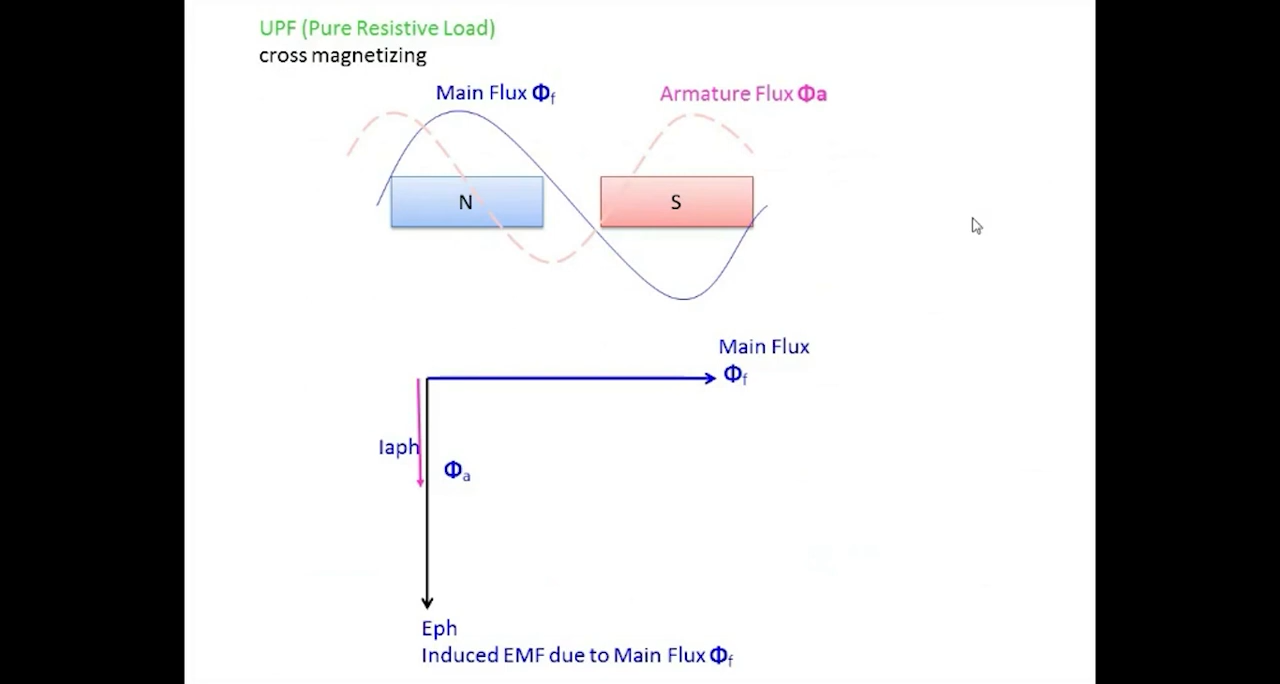 UPF (Pure Resistive Load)
cross magnetizing
Main Flux Φf
Armature Flux Φa
N
S
Main Flux
Φf
Iaph
Φa
Eph
Induced EMF due to Main Flux Φf